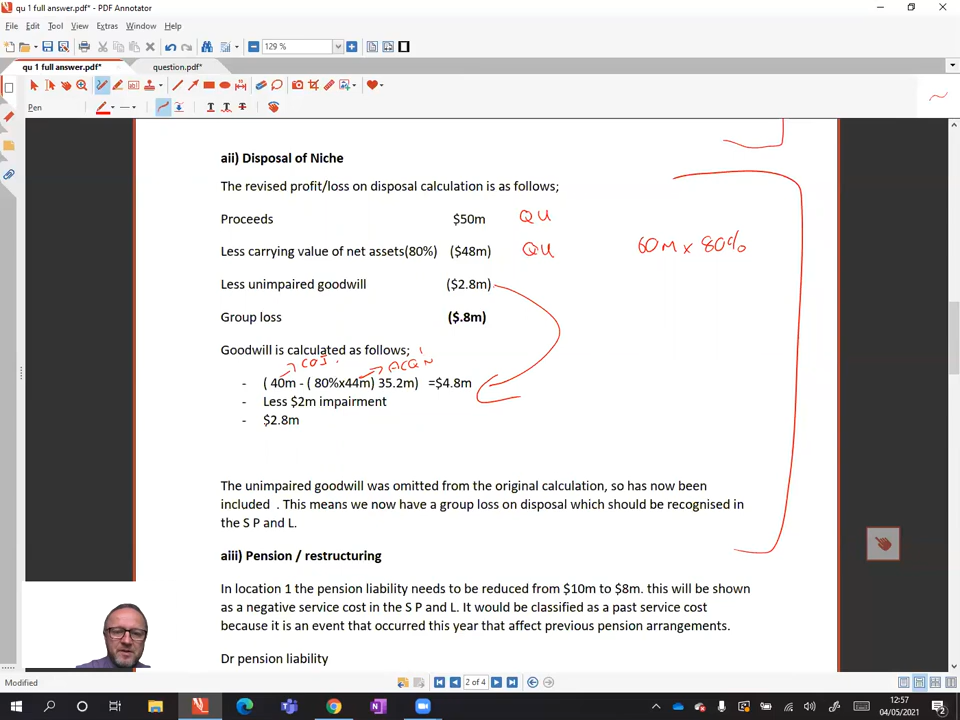 qu 1 full answer.pdf* - PDF Annotator
File Edit Tool View Extras Window Help
129 %
qu 1 full answer.pdf* question.pdf*
Pen
aii) Disposal of Niche
The revised profit/loss on disposal calculation is as follows;
Proceeds $50m QU
Less carrying value of net assets(80%) ($48m) QU 60M x 80%
Less unimpaired goodwill ($2.8m)
Group loss ($.8m)
Goodwill is calculated as follows;
COI ACQ'N
- ( 40m - ( 80%x44m) 35.2m) =$4.8m
- Less $2m impairment
- $2.8m
The unimpaired goodwill was omitted from the original calculation, so has now been
included . This means we now have a group loss on disposal which should be recognised in
the S P and L.
aiii) Pension / restructuring
In location 1 the pension liability needs to be reduced from $10m to $8m. this will be shown
as a negative service cost in the S P and L. It would be classified as a past service cost
because it is an event that occurred this year that affect previous pension arrangements.
Dr pension liability
Modified
2 of 4
12:57
04/05/2021